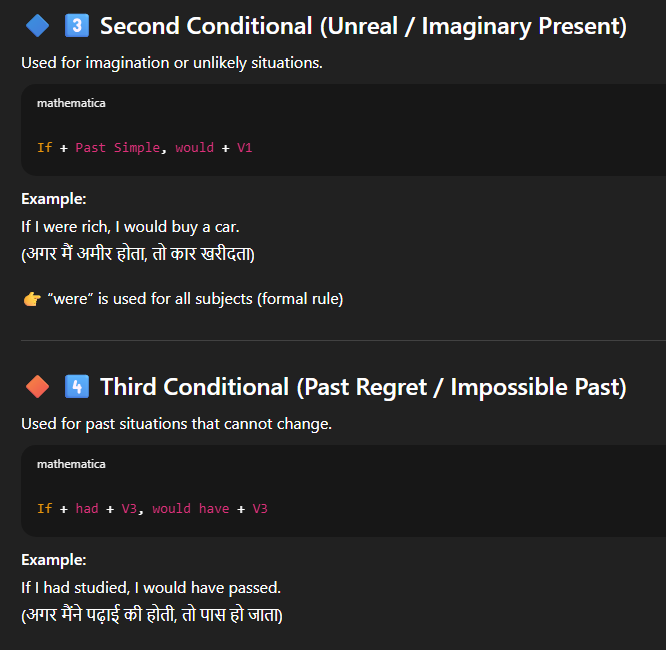 🔷 3️⃣ Second Conditional (Unreal / Imaginary Present)
Used for imagination or unlikely situations.
mathematica
If + Past Simple, would + V1
Example:
If I were rich, I would buy a car.
(अगर मैं अमीर होता, तो कार खरीदता)
👉 “were” is used for all subjects (formal rule)
🔶 4️⃣ Third Conditional (Past Regret / Impossible Past)
Used for past situations that cannot change.
mathematica
If + had + V3, would have + V3
Example:
If I had studied, I would have passed.
(अगर मैंने पढ़ाई की होती, तो पास हो जाता)